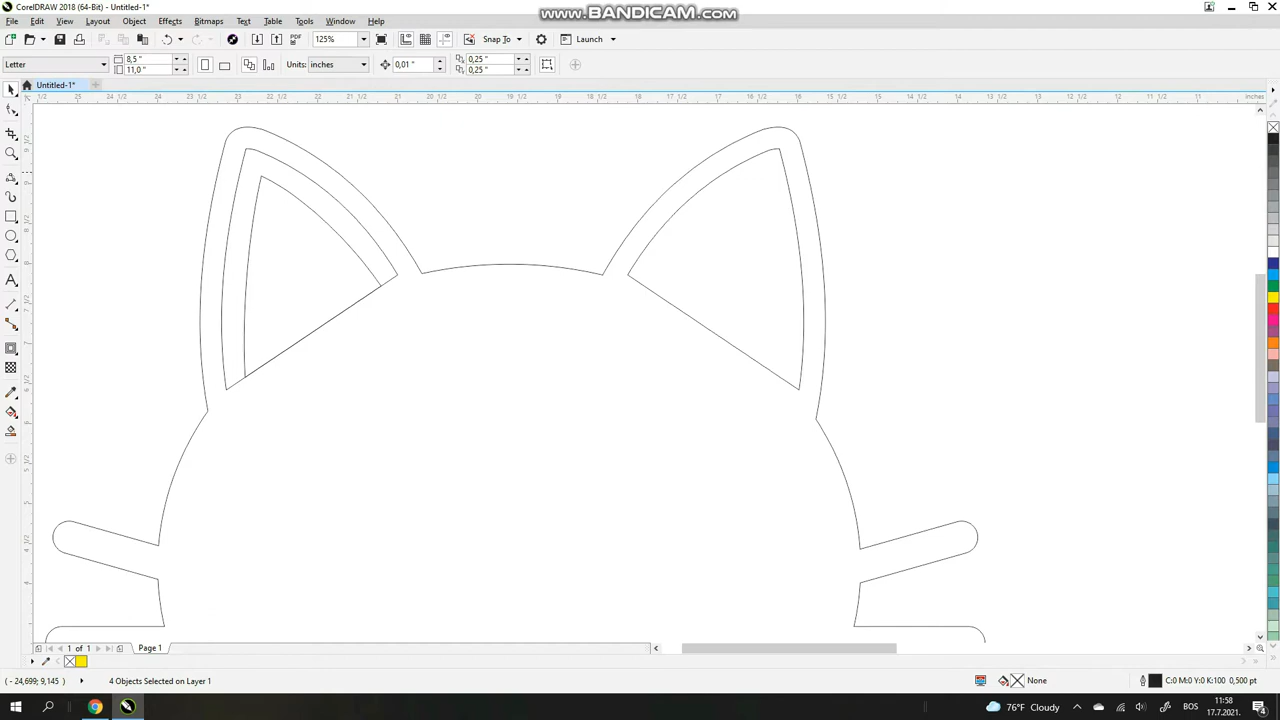 CorelDRAW 2018 (64-Bit) - Untitled-1*
www.BANDICAM.com
File Edit View Layout Object Effects Bitmaps Text Table Tools Window Help
125% Snap To Launch
PDF
Letter 8,5 " 11,0 " Units: inches 0,01 " 0,25 " 0,25 "
Untitled-1*
inches
1 of 1 Page 1
( -24,699; 9,145 ) 4 Objects Selected on Layer 1 None C:0 M:0 Y:0 K:100 0,500 pt
76°F Cloudy BOS 11:58
17.7.2021. 4